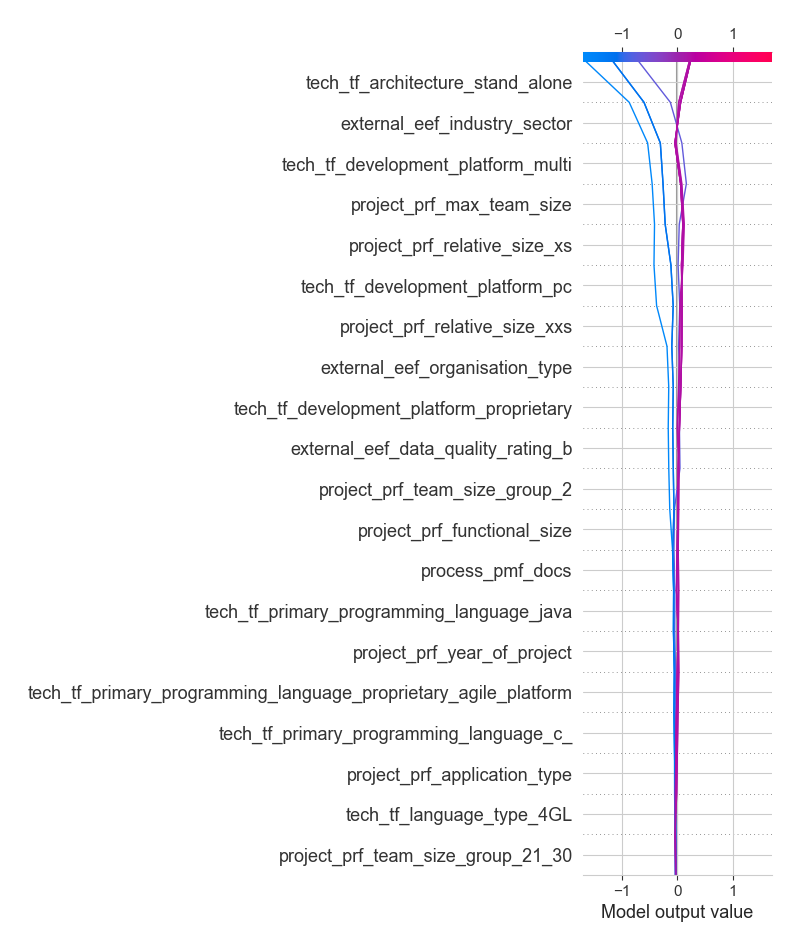 −1 0 1
tech_tf_architecture_stand_alone
external_eef_industry_sector
tech_tf_development_platform_multi
project_prf_max_team_size
project_prf_relative_size_xs
tech_tf_development_platform_pc
project_prf_relative_size_xxs
external_eef_organisation_type
tech_tf_development_platform_proprietary
external_eef_data_quality_rating_b
project_prf_team_size_group_2
project_prf_functional_size
process_pmf_docs
tech_tf_primary_programming_language_java
project_prf_year_of_project
tech_tf_primary_programming_language_proprietary_agile_platform
tech_tf_primary_programming_language_c_
project_prf_application_type
tech_tf_language_type_4GL
project_prf_team_size_group_21_30
−1 0 1
Model output value